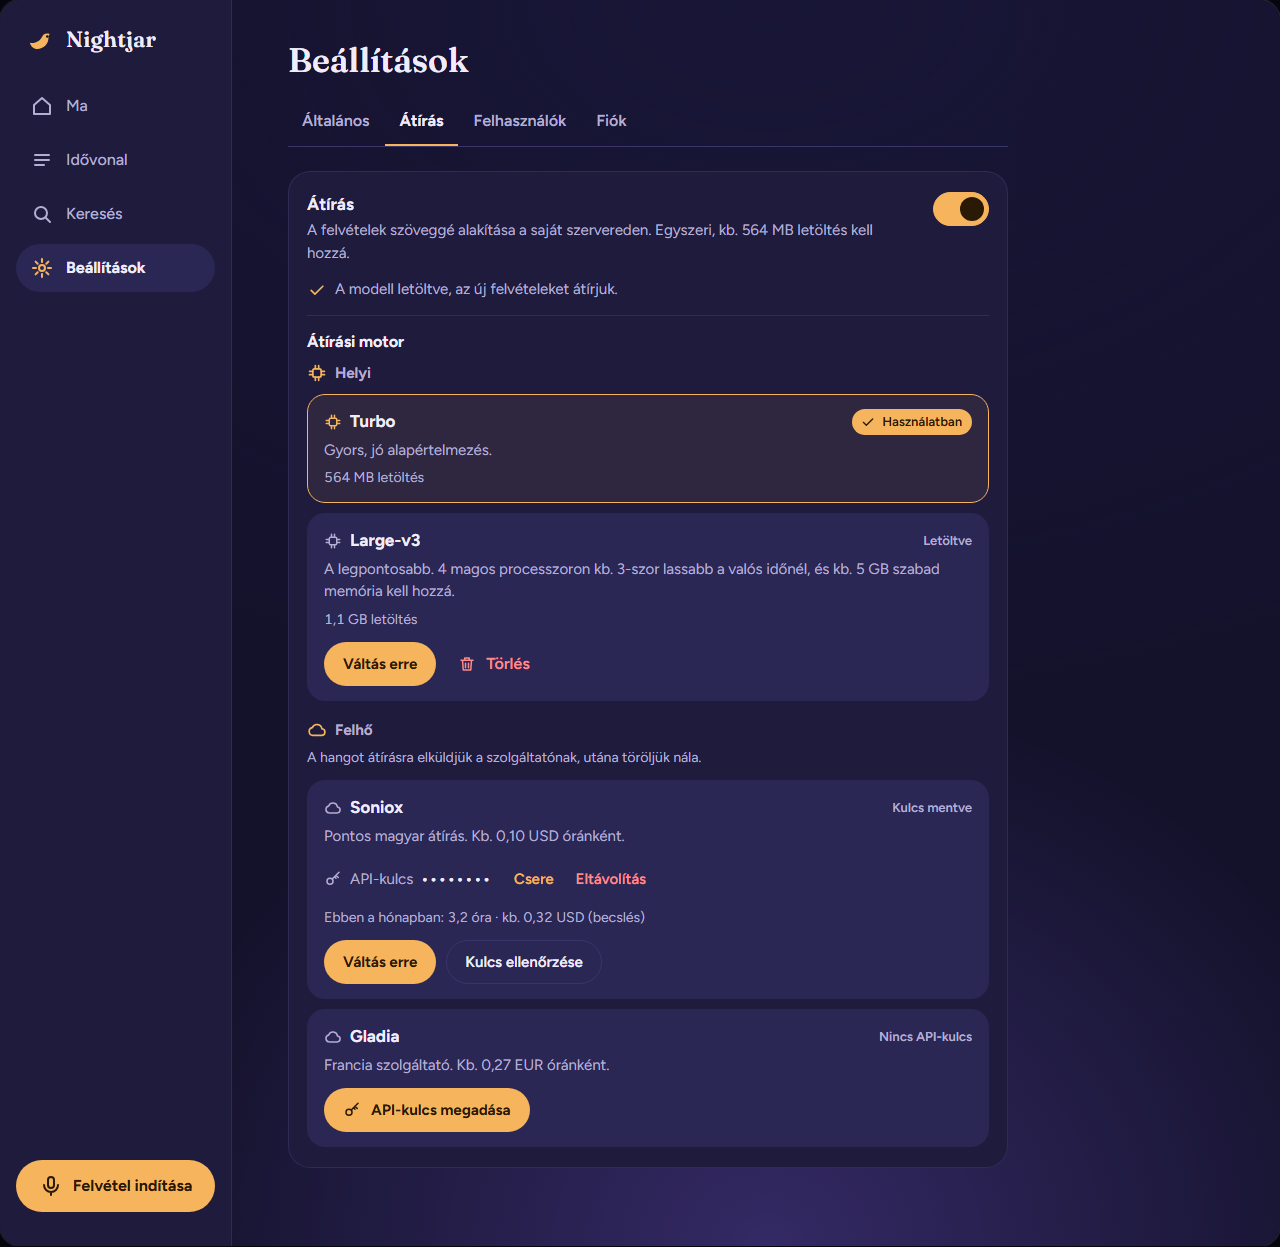 Nightjar
Ma
Idővonal
Keresés
Beállítások
Felvétel indítása
Beállítások
Általános
Átírás
Felhasználók
Fiók
Átírás
A felvételek szöveggé alakítása a saját szervereden. Egyszeri, kb. 564 MB letöltés kell
hozzá.
A modell letöltve, az új felvételeket átírjuk.
Átírási motor
Helyi
Turbo
Használatban
Gyors, jó alapértelmezés.
564 MB letöltés
Large-v3
Letöltve
A legpontosabb. 4 magos processzoron kb. 3-szor lassabb a valós időnél, és kb. 5 GB szabad
memória kell hozzá.
1,1 GB letöltés
Váltás erre
Törlés
Felhő
A hangot átírásra elküldjük a szolgáltatónak, utána töröljük nála.
Soniox
Kulcs mentve
Pontos magyar átírás. Kb. 0,10 USD óránként.
API-kulcs ••••••••
Csere
Eltávolítás
Ebben a hónapban: 3,2 óra · kb. 0,32 USD (becslés)
Váltás erre
Kulcs ellenőrzése
Gladia
Nincs API-kulcs
Francia szolgáltató. Kb. 0,27 EUR óránként.
API-kulcs megadása